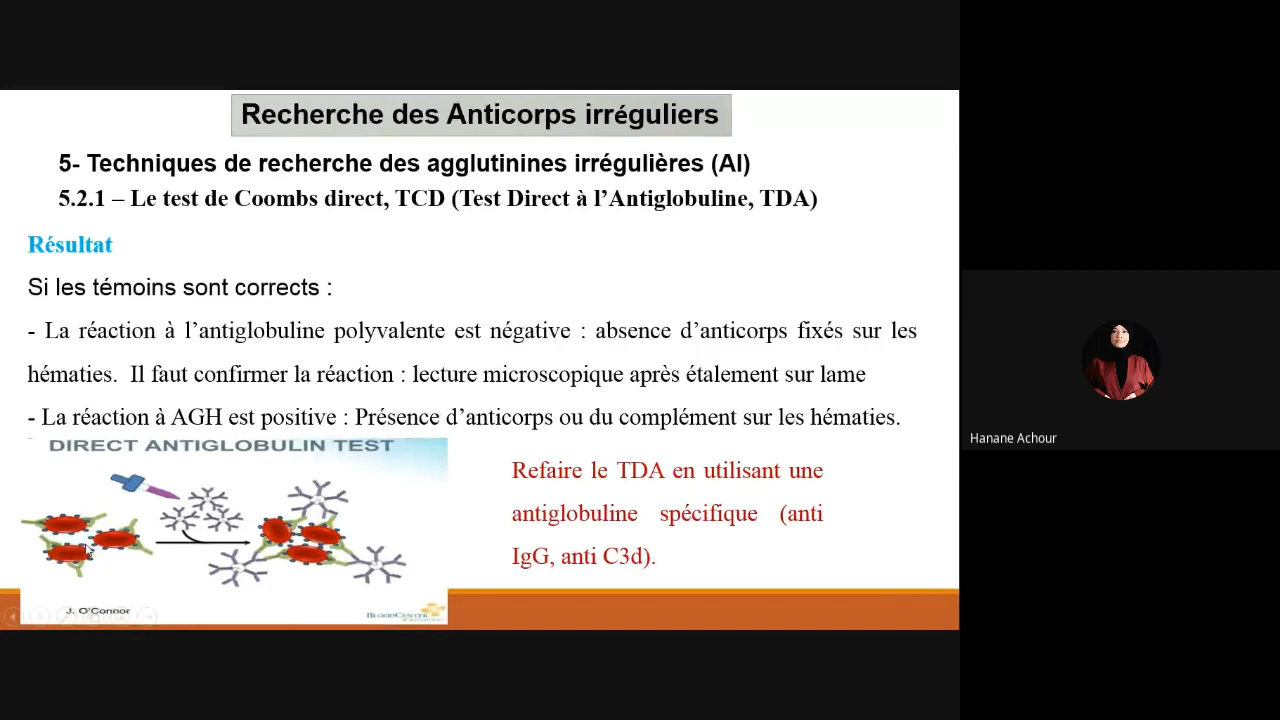 Recherche des Anticorps irréguliers
5- Techniques de recherche des agglutinines irrégulières (AI)
5.2.1 – Le test de Coombs direct, TCD (Test Direct à l’Antiglobuline, TDA)
Résultat
Si les témoins sont corrects :
- La réaction à l’antiglobuline polyvalente est négative : absence d’anticorps fixés sur les
hématies. Il faut confirmer la réaction : lecture microscopique après étalement sur lame
- La réaction à AGH est positive : Présence d’anticorps ou du complément sur les hématies.
DIRECT ANTIGLOBULIN TEST
Refaire le TDA en utilisant une
antiglobuline spécifique (anti
IgG, anti C3d).
J. O'Connor
BLOODCENTER
Hanane Achour